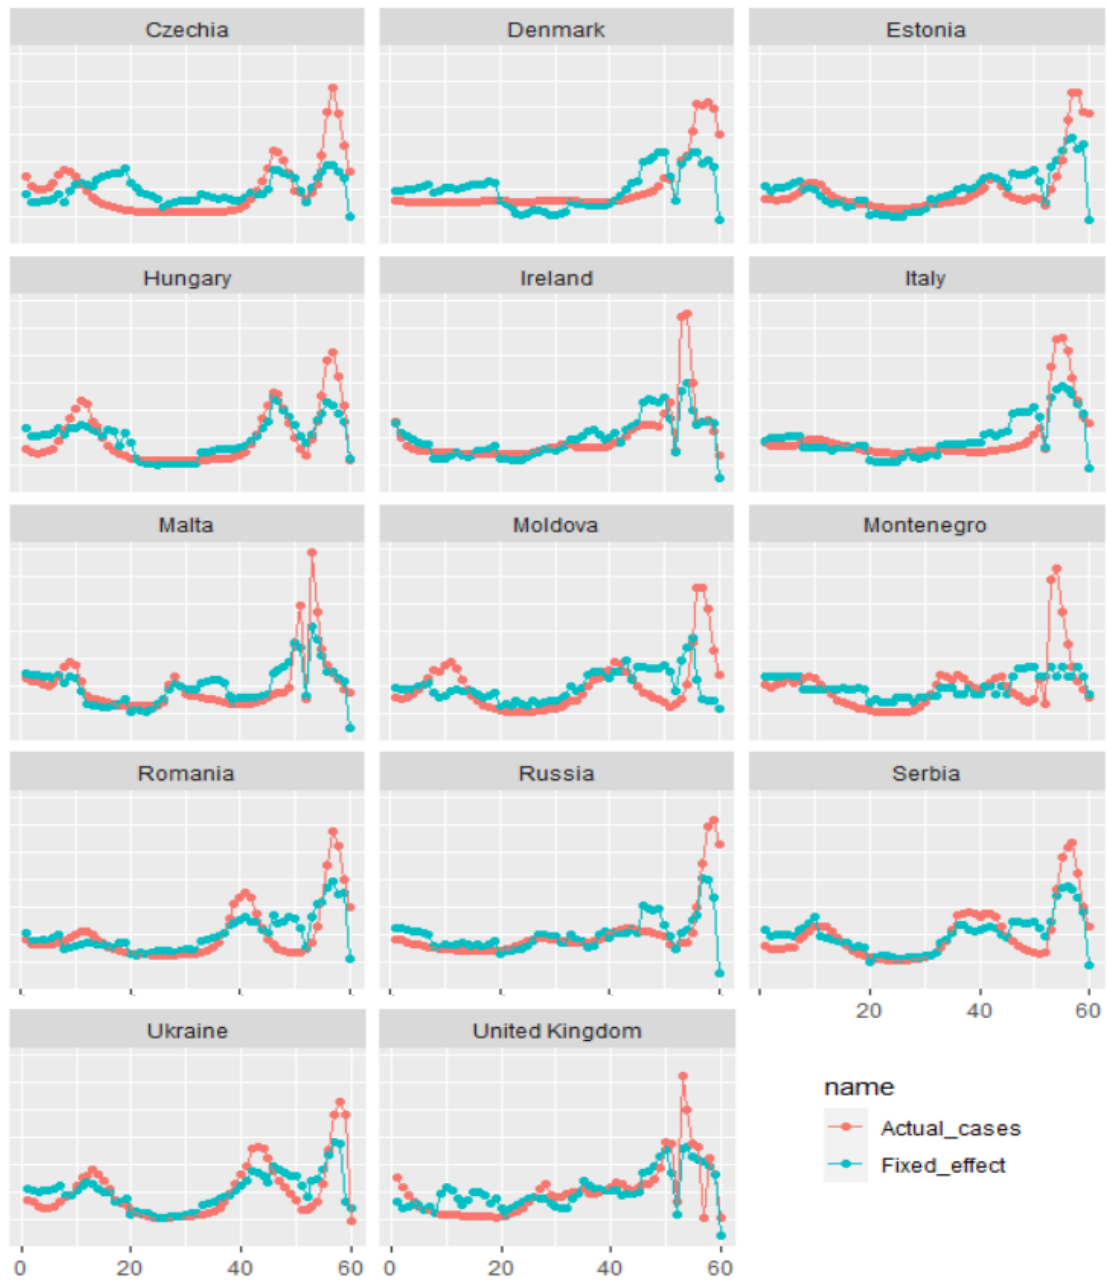 Czechia Denmark Estonia
Hungary Ireland Italy
Malta Moldova Montenegro
Romania Russia Serbia
20 40 60
Ukraine United Kingdom
name
Actual_cases
Fixed_effect
0 20 40 60 0 20 40 60